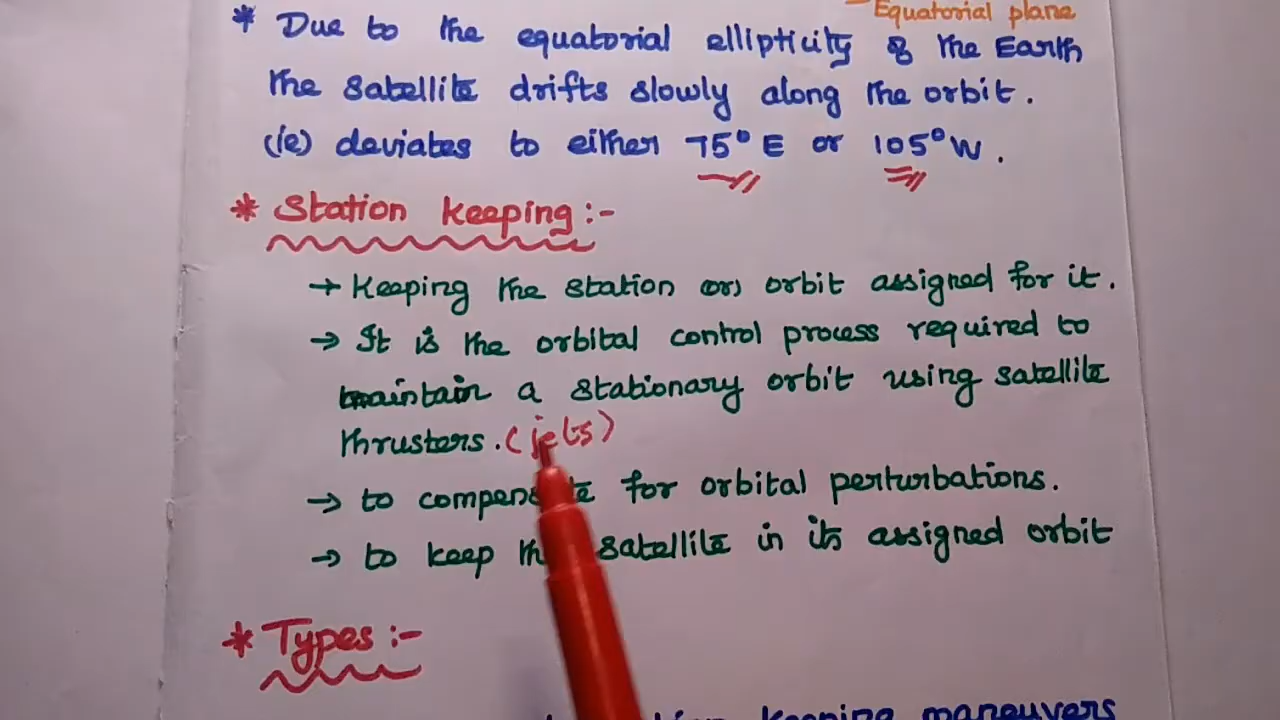 Equatorial plane
* Due to the equatorial ellipticity of the Earth
the satellite drifts slowly along the orbit.
(ie) deviates to either 75° E or 105° W.
* Station keeping :-
→ Keeping the station (or) orbit assigned for it.
→ It is the orbital control process required to
maintain a stationary orbit using satellite
thrusters. (jets)
→ to compensate for orbital perturbations.
→ to keep the satellite in its assigned orbit
* Types :-
keeping maneuvers